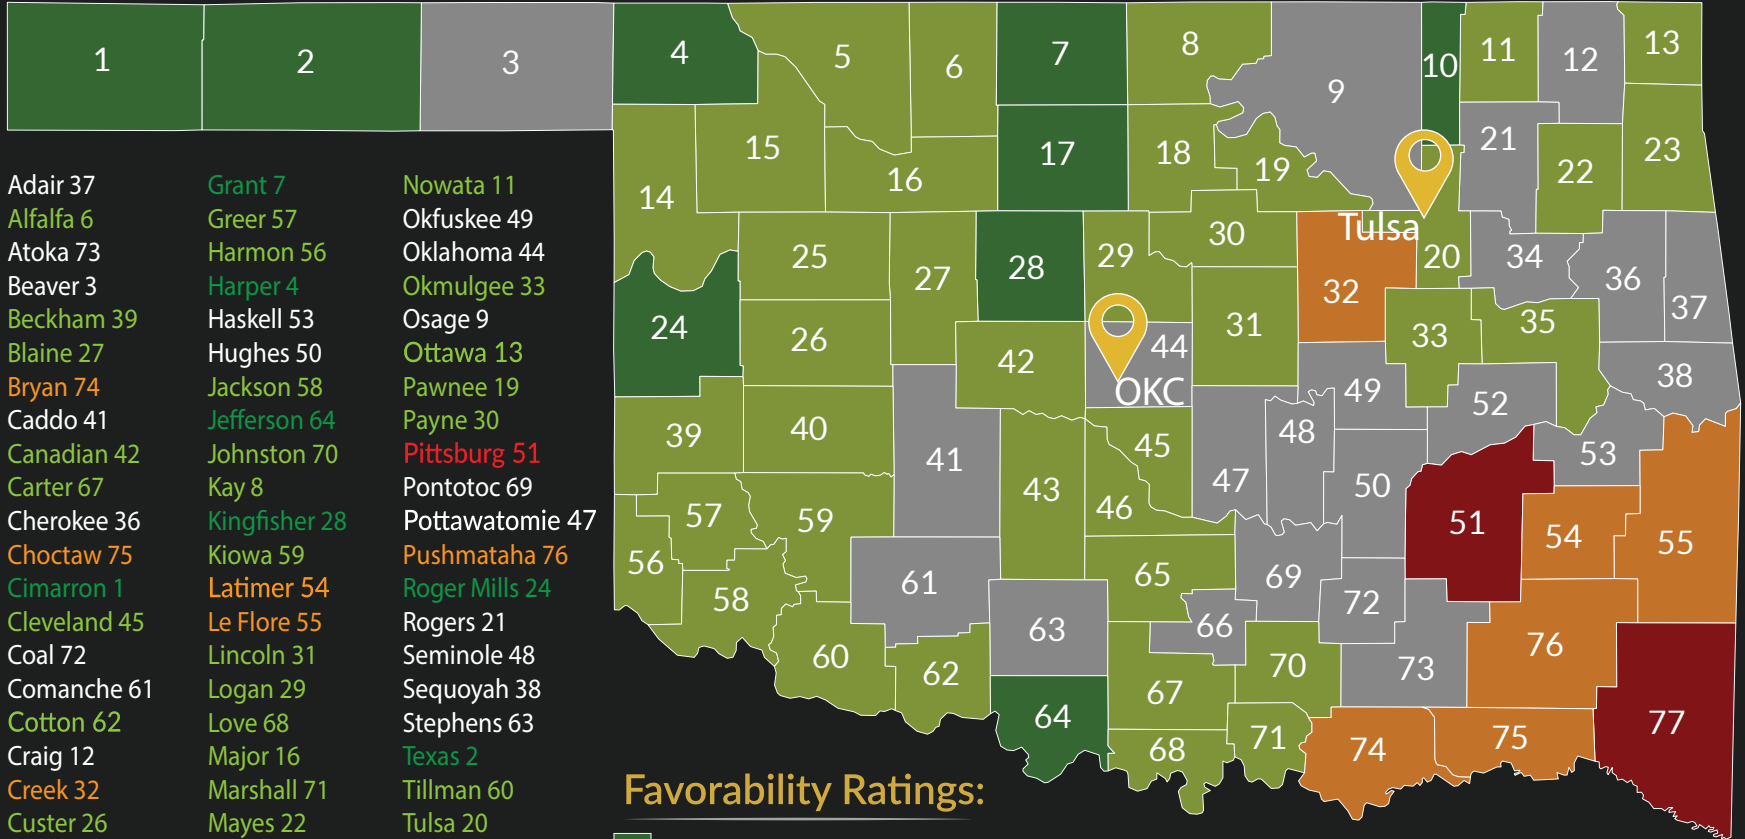 1
2
3
4
5
6
7
8
9
10
11
12
13
14
15
16
17
18
19
20
21
22
23
24
25
26
27
28
29
30
31
32
33
34
35
36
37
38
39
40
41
42
43
44
45
46
47
48
49
50
51
52
53
54
55
56
57
58
59
60
61
62
63
64
65
66
67
68
69
70
71
72
73
74
75
76
77
Tulsa
OKC
Adair 37
Alfalfa 6
Atoka 73
Beaver 3
Beckham 39
Blaine 27
Bryan 74
Caddo 41
Canadian 42
Carter 67
Cherokee 36
Choctaw 75
Cimarron 1
Cleveland 45
Coal 72
Comanche 61
Cotton 62
Craig 12
Creek 32
Custer 26
Grant 7
Greer 57
Harmon 56
Harper 4
Haskell 53
Hughes 50
Jackson 58
Jefferson 64
Johnston 70
Kay 8
Kingfisher 28
Kiowa 59
Latimer 54
Le Flore 55
Lincoln 31
Logan 29
Love 68
Major 16
Marshall 71
Mayes 22
Nowata 11
Okfuskee 49
Oklahoma 44
Okmulgee 33
Osage 9
Ottawa 13
Pawnee 19
Payne 30
Pittsburg 51
Pontotoc 69
Pottawatomie 47
Pushmataha 76
Roger Mills 24
Rogers 21
Seminole 48
Sequoyah 38
Stephens 63
Texas 2
Tillman 60
Tulsa 20
Favorability Ratings: